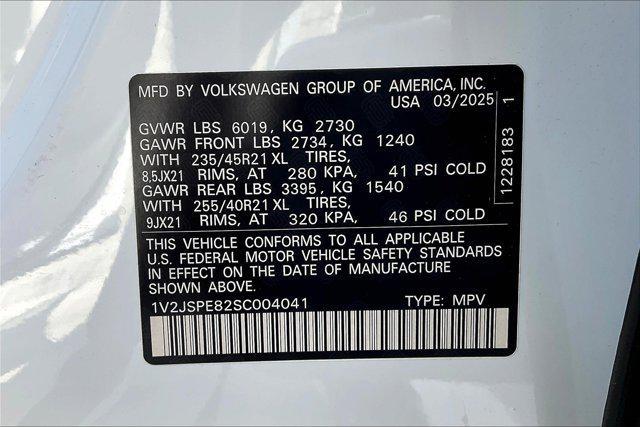 MFD BY VOLKSWAGEN GROUP OF AMERICA, INC.
USA 03/2025
GVWR LBS 6019, KG 2730
GAWR FRONT LBS 2734, KG 1240
WITH 235/45R21 XL TIRES,
8,5JX21 RIMS, AT 280 KPA, 41 PSI COLD
GAWR REAR LBS 3395, KG 1540
WITH 255/40R21 XL TIRES,
9JX21 RIMS, AT 320 KPA, 46 PSI COLD
THIS VEHICLE CONFORMS TO ALL APPLICABLE
U.S. FEDERAL MOTOR VEHICLE SAFETY STANDARDS
IN EFFECT ON THE DATE OF MANUFACTURE
SHOWN ABOVE.
1V2JSPE82SC004041 TYPE: MPV
1228183 1